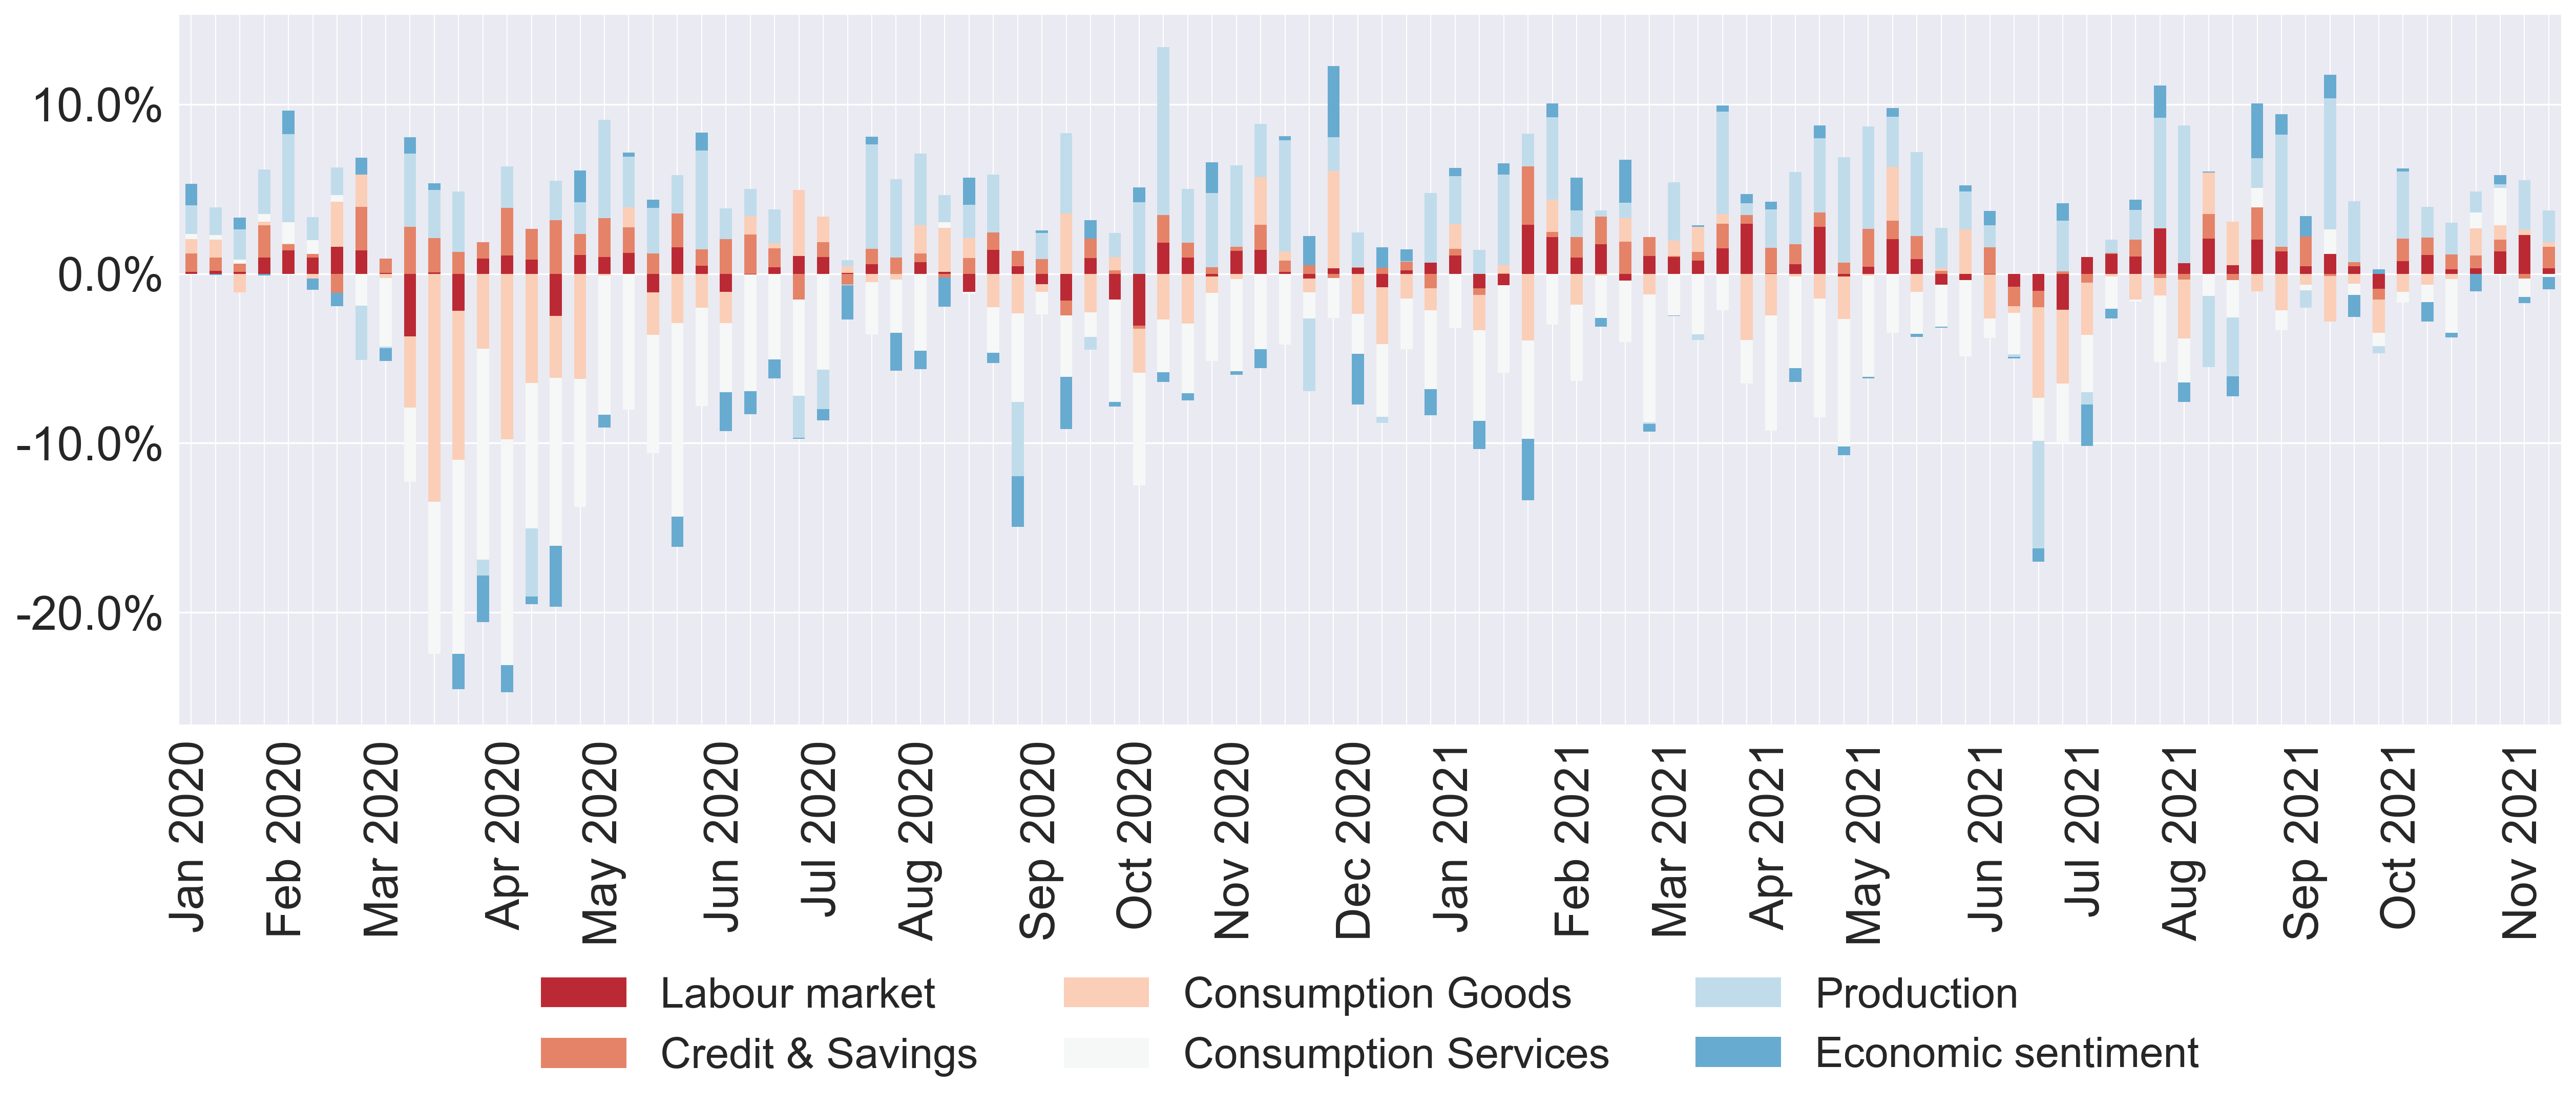 10.0%
0.0%
-10.0%
-20.0%
Jan 2020
Feb 2020
Mar 2020
Apr 2020
May 2020
Jun 2020
Jul 2020
Aug 2020
Sep 2020
Oct 2020
Nov 2020
Dec 2020
Jan 2021
Feb 2021
Mar 2021
Apr 2021
May 2021
Jun 2021
Jul 2021
Aug 2021
Sep 2021
Oct 2021
Nov 2021
Labour market
Credit & Savings
Consumption Goods
Consumption Services
Production
Economic sentiment